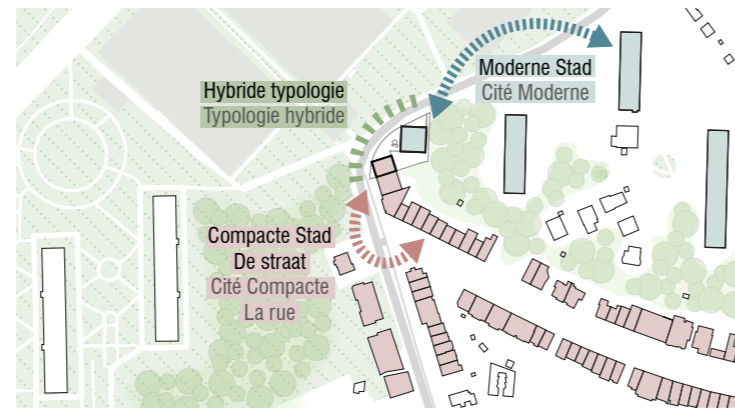 Moderne Stad
Cité Moderne
Hybride typologie
Typologie hybride
Compacte Stad
De straat
Cité Compacte
La rue